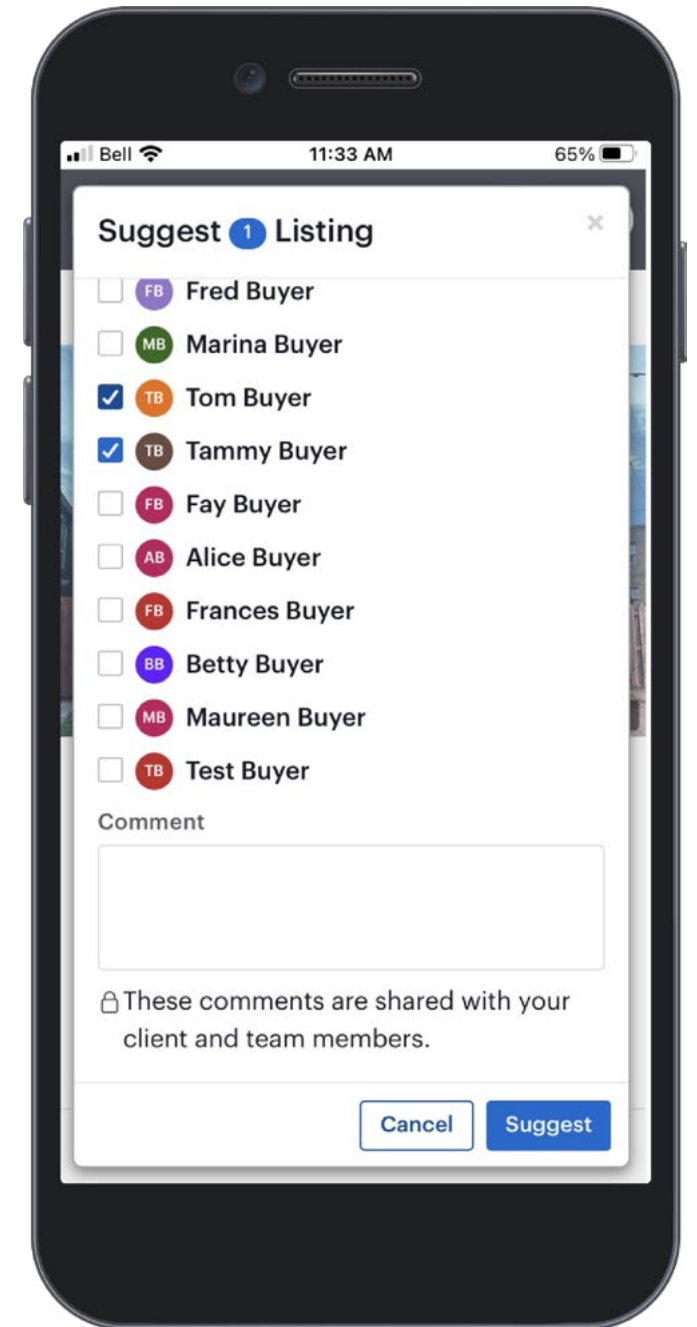 Bell 11:33 AM 65%
Suggest 1 Listing ×
FB Fred Buyer
MB Marina Buyer
TB Tom Buyer
TB Tammy Buyer
FB Fay Buyer
AB Alice Buyer
FB Frances Buyer
BB Betty Buyer
MB Maureen Buyer
TB Test Buyer
Comment
These comments are shared with your
client and team members.
Cancel Suggest